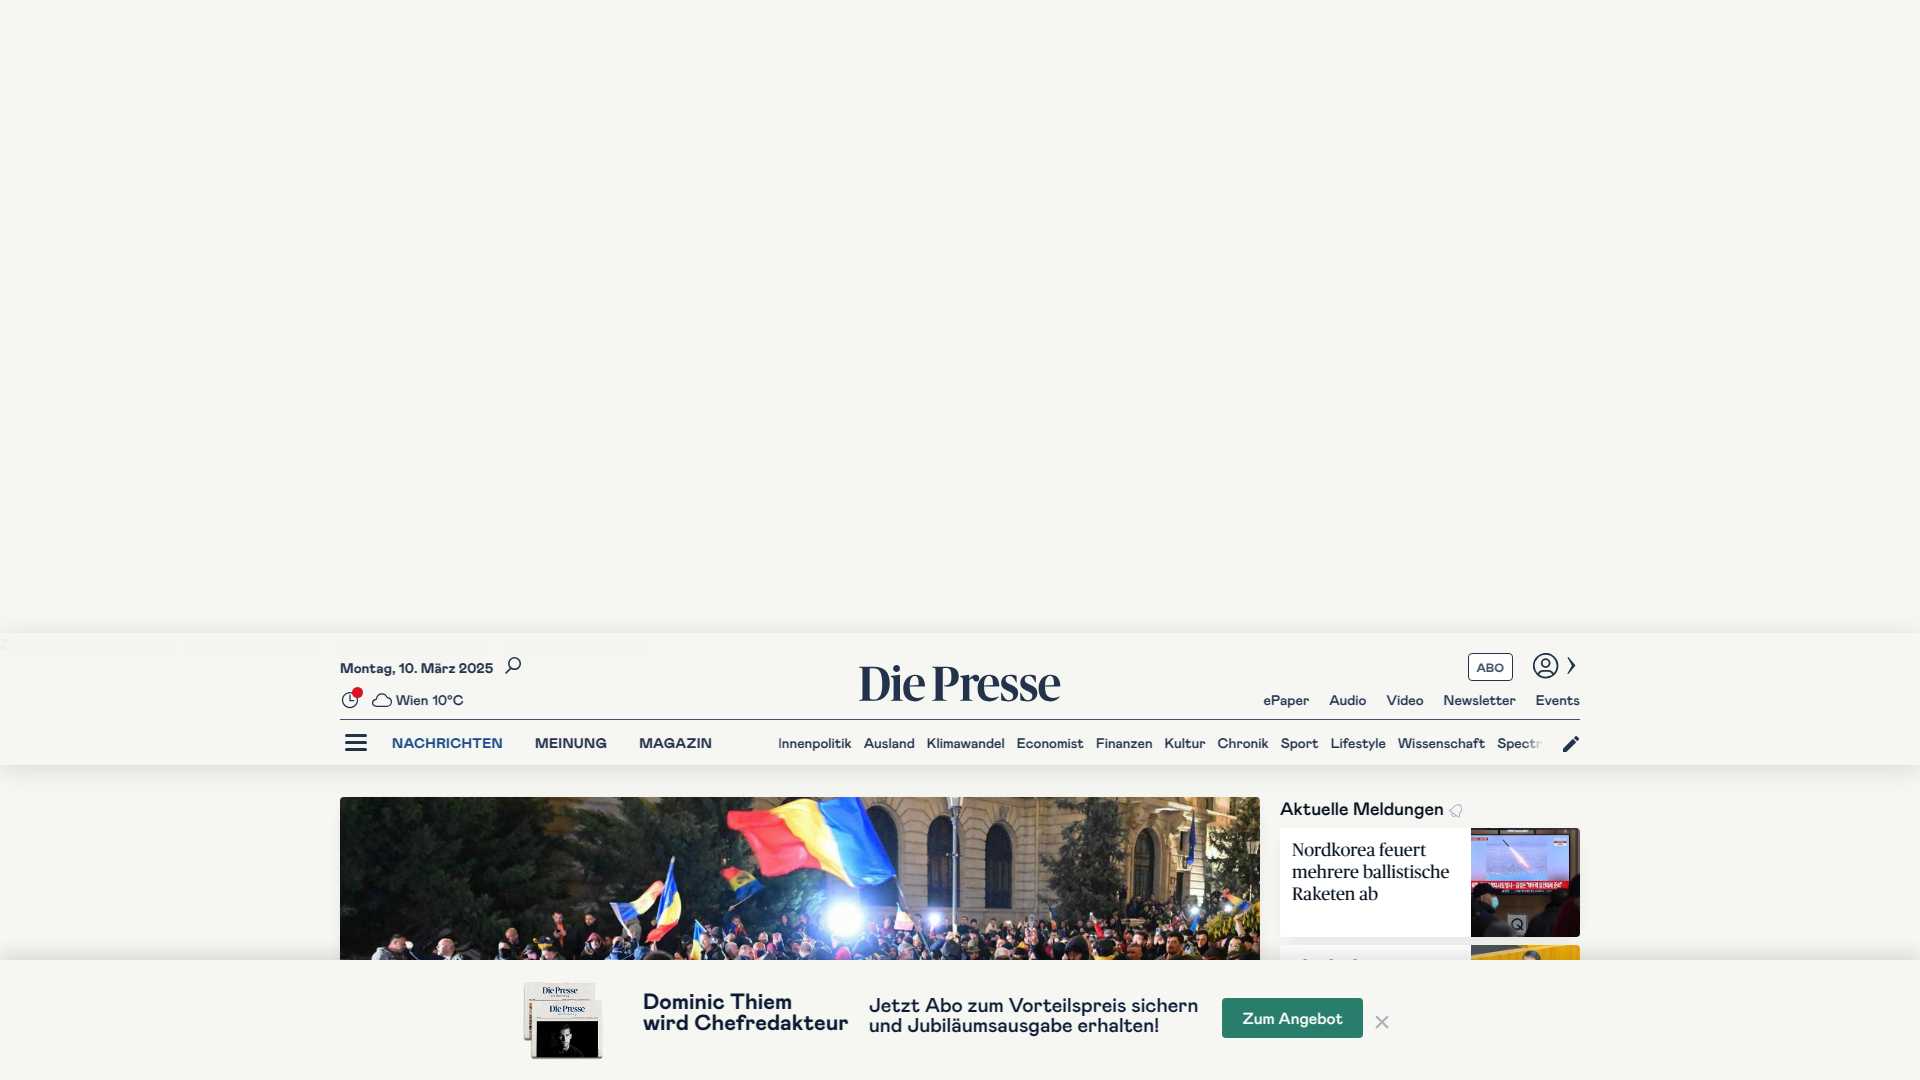 Montag, 10. März 2025
Die Presse
ABO
Wien 10°C
ePaper Audio Video Newsletter Events
NACHRICHTEN MEINUNG MAGAZIN
Innenpolitik Ausland Klimawandel Economist Finanzen Kultur Chronik Sport Lifestyle Wissenschaft Spectr
Aktuelle Meldungen
Nordkorea feuert
mehrere ballistische
Raketen ab
Die Presse
Die Presse
Dominic Thiem
wird Chefredakteur
Jetzt Abo zum Vorteilspreis sichern
und Jubiläumsausgabe erhalten!
Zum Angebot